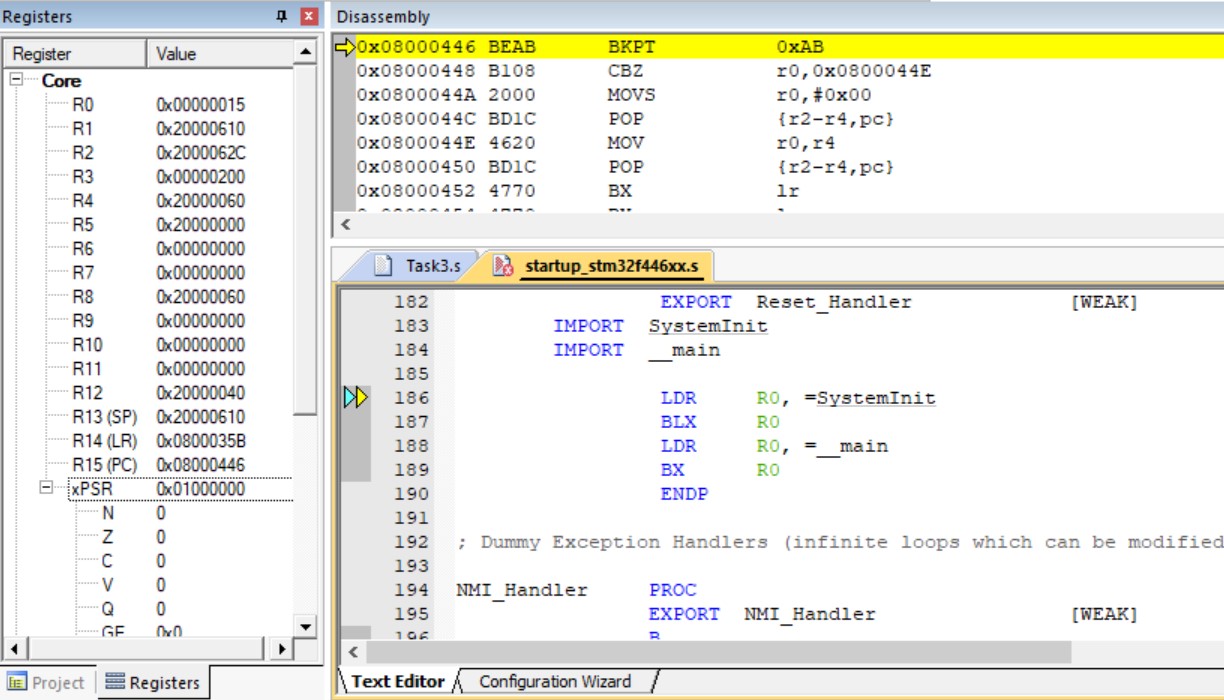 Registers
Register Value
Core
R0 0x00000015
R1 0x20000610
R2 0x2000062C
R3 0x00000200
R4 0x20000060
R5 0x20000000
R6 0x00000000
R7 0x00000000
R8 0x20000060
R9 0x00000000
R10 0x00000000
R11 0x00000000
R12 0x20000040
R13 (SP) 0x20000610
R14 (LR) 0x0800035B
R15 (PC) 0x08000446
xPSR 0x01000000
N 0
Z 0
C 0
V 0
Q 0
GE 0x0
Project Registers
Disassembly
0x08000446 BEAB BKPT 0xAB
0x08000448 B108 CBZ r0,0x0800044E
0x0800044A 2000 MOVS r0,#0x00
0x0800044C BD1C POP {r2-r4,pc}
0x0800044E 4620 MOV r0,r4
0x08000450 BD1C POP {r2-r4,pc}
0x08000452 4770 BX lr
Task3.s startup_stm32f446xx.s
182 EXPORT Reset_Handler [WEAK]
183 IMPORT SystemInit
184 IMPORT __main
185
186 LDR R0, =SystemInit
187 BLX R0
188 LDR R0, =__main
189 BX R0
190 ENDP
191
192 ; Dummy Exception Handlers (infinite loops which can be modified
193
194 NMI_Handler PROC
195 EXPORT NMI_Handler [WEAK]
196 B
Text Editor Configuration Wizard